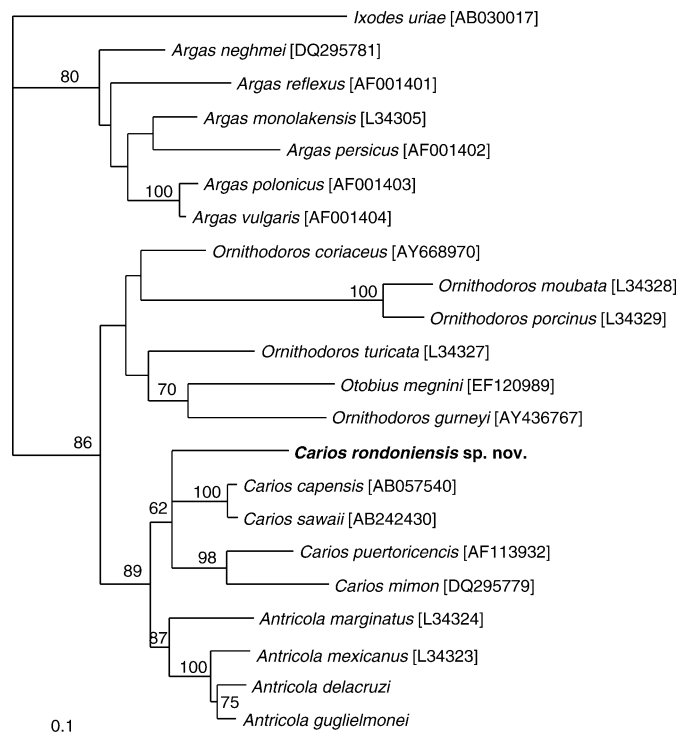 Ixodes uriae [AB030017]
Argas neghmei [DQ295781]
80
Argas reflexus [AF001401]
Argas monolakensis [L34305]
Argas persicus [AF001402]
Argas polonicus [AF001403]
100
Argas vulgaris [AF001404]
Ornithodoros coriaceus [AY668970]
Ornithodoros moubata [L34328]
100
Ornithodoros porcinus [L34329]
Ornithodoros turicata [L34327]
Otobius megnini [EF120989]
70
Ornithodoros gurneyi [AY436767]
86
Carios rondoniensis sp. nov.
Carios capensis [AB057540]
100
62
Carios sawaii [AB242430]
Carios puertoricencis [AF113932]
98
89
Carios mimon [DQ295779]
Antricola marginatus [L34324]
87
Antricola mexicanus [L34323]
100
Antricola delacruzi
75
Antricola guglielmonei
0.1